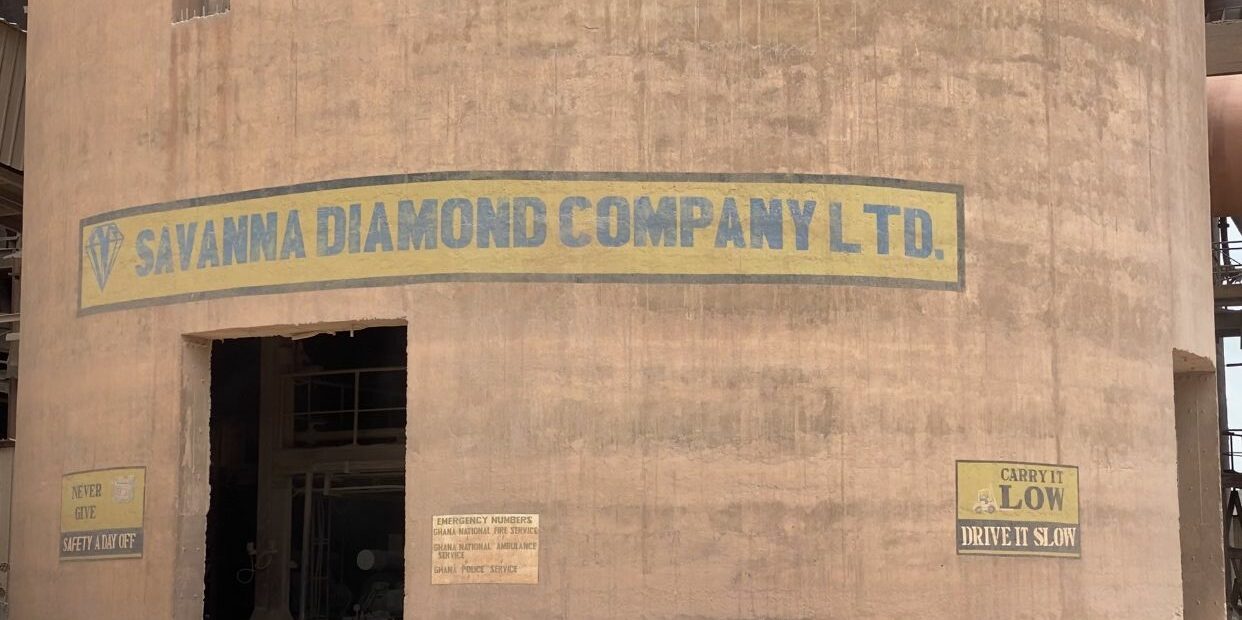 SAVANNA DIAMOND COMPANY LTD.
NEVER
GIVE
SAFETY A DAY OFF
EMERGENCY NUMBERS
GHANA NATIONAL FIRE SERVICE
GHANA NATIONAL AMBULANCE
SERVICE
GHANA POLICE SERVICE
CARRY IT
LOW
DRIVE IT SLOW